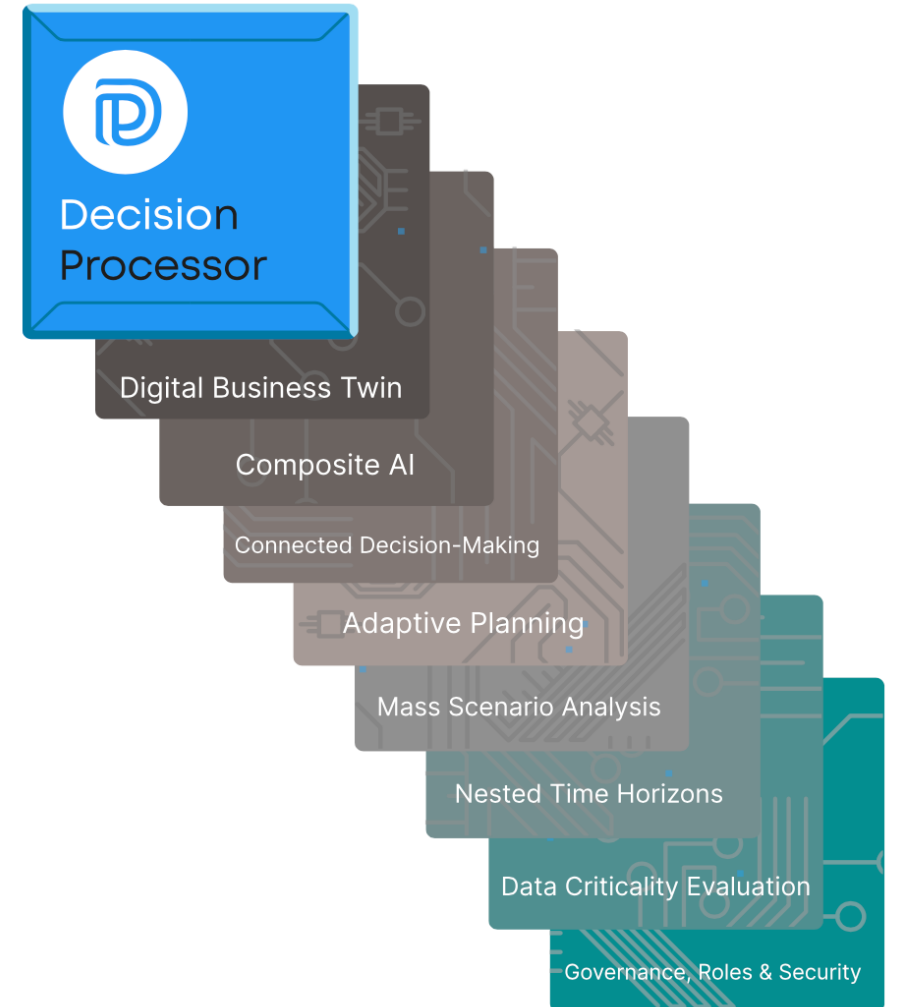 Decision
Processor
Digital Business Twin
Composite AI
Connected Decision-Making
Adaptive Planning
Mass Scenario Analysis
Nested Time Horizons
Data Criticality Evaluation
Governance, Roles & Security